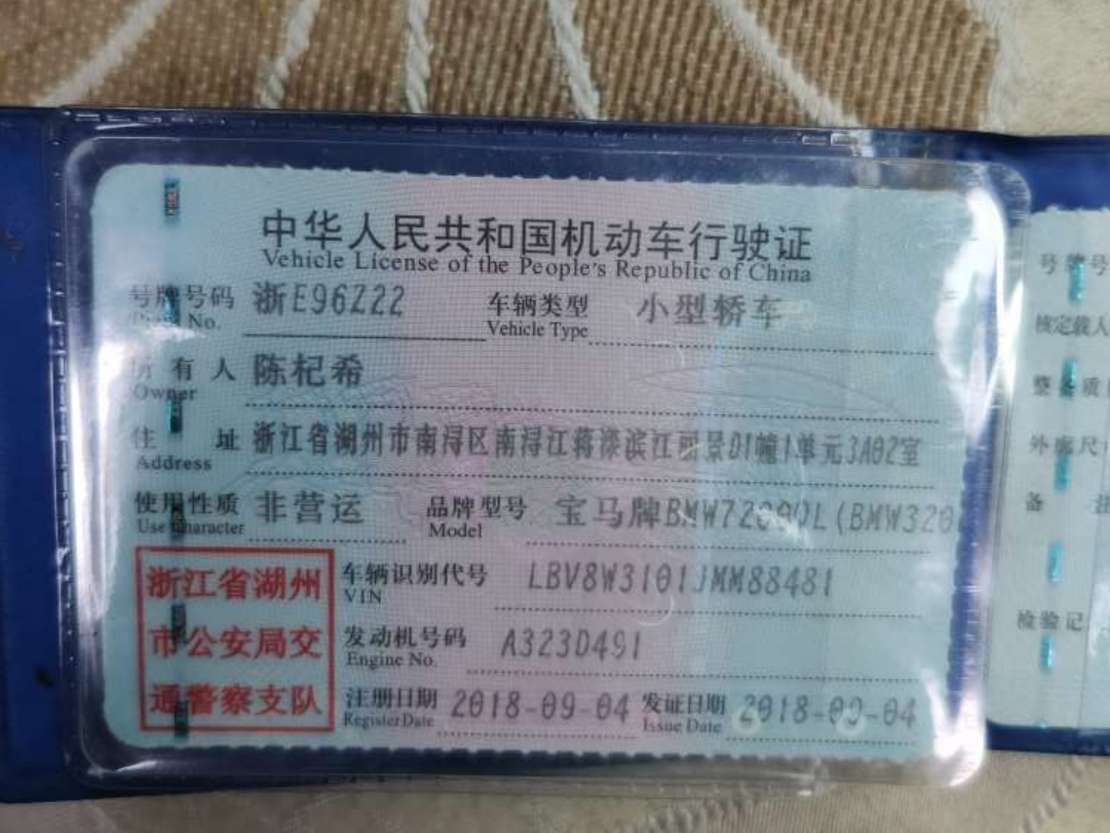 中华人民共和国机动车行驶证
Vehicle License of the People's Republic of China
号牌号码 浙E96Z22 车辆类型 小型轿车
No. Vehicle Type
所有人 陈杞希
Owner
住址 浙江省湖州市南浔区南浔江蒋漾滨江丽景D1幢1单元3A02室
Address
使用性质 非营运 品牌型号 宝马牌BMW7200QL(BMW320
Use Character Model
浙江省湖州市公安局交通警察支队
车辆识别代号 LBV8W3101JMM88481
VIN
发动机号码 A323D491
Engine No.
注册日期 2018-09-04 发证日期 2018-09-04
Register Date Issue Date
号牌号
核定载人
整备质
外廓尺
备 注
检验记